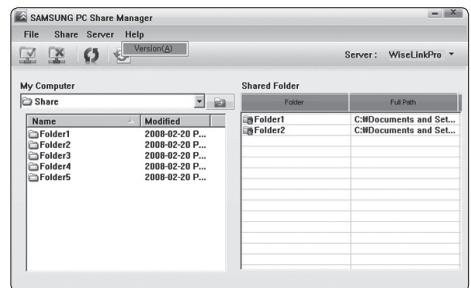 SAMSUNG PC Share Manager
File Share Server Help
Version(A)
Server : WiseLinkPro
My Computer
Share
Name Modified
Folder1 2008-02-20 P...
Folder2 2008-02-20 P...
Folder3 2008-02-20 P...
Folder4 2008-02-20 P...
Folder5 2008-02-20 P...
Shared Folder
Folder Full Path
Folder1 C:₩Documents and Set...
Folder2 C:₩Documents and Set...